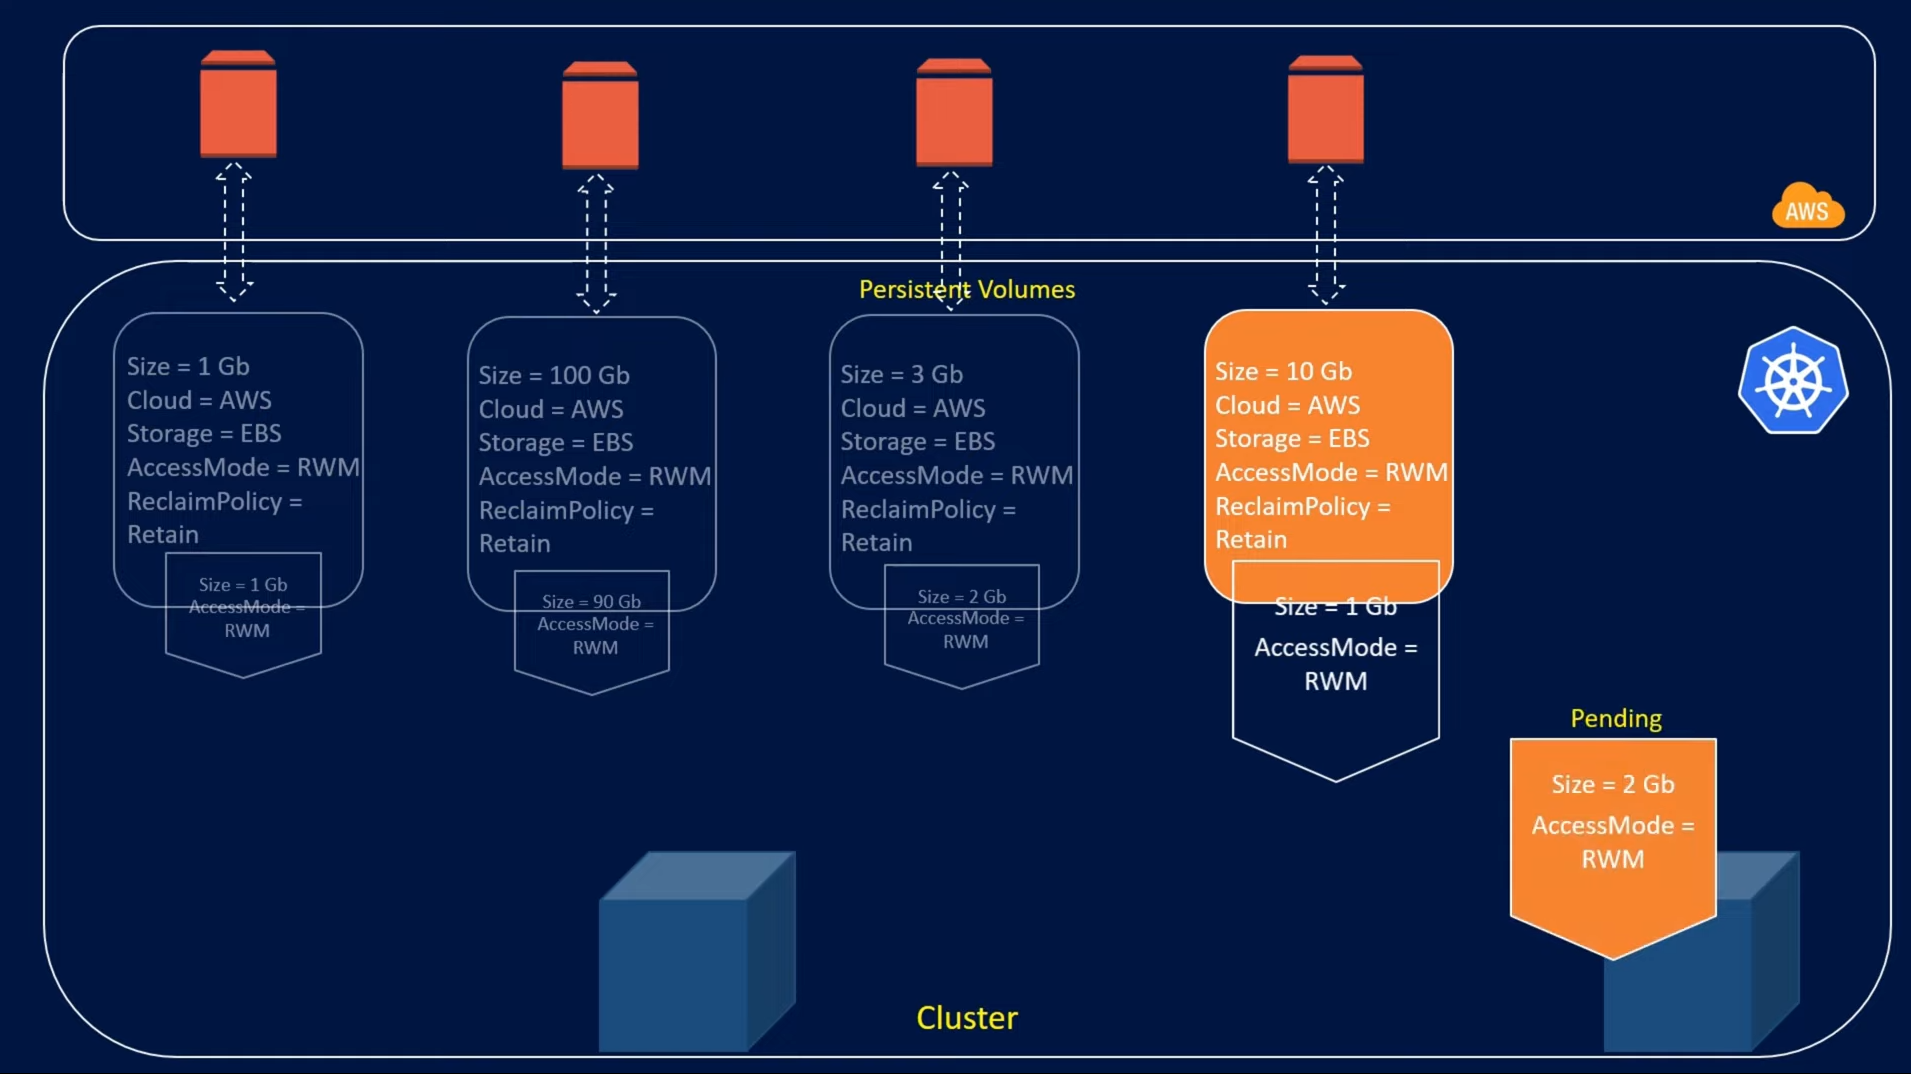 AWS
Persistent Volumes
Size = 1 Gb
Cloud = AWS
Storage = EBS
AccessMode = RWM
ReclaimPolicy =
Retain
Size = 1 Gb
AccessMode =
RWM
Size = 100 Gb
Cloud = AWS
Storage = EBS
AccessMode = RWM
ReclaimPolicy =
Retain
Size = 90 Gb
AccessMode =
RWM
Size = 3 Gb
Cloud = AWS
Storage = EBS
AccessMode = RWM
ReclaimPolicy =
Retain
Size = 2 Gb
AccessMode =
RWM
Size = 10 Gb
Cloud = AWS
Storage = EBS
AccessMode = RWM
ReclaimPolicy =
Retain
Size = 1 Gb
AccessMode =
RWM
Pending
Size = 2 Gb
AccessMode =
RWM
Cluster